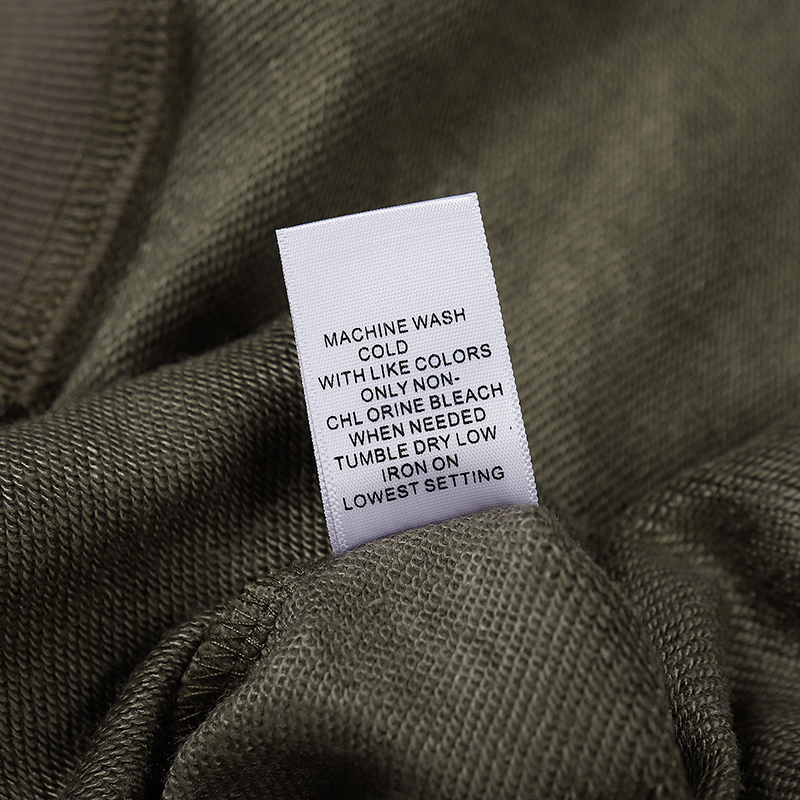 MACHINE WASH
COLD
WITH LIKE COLORS
ONLY NON-
CHL ORINE BLEACH
WHEN NEEDED
TUMBLE DRY LOW
IRON ON
LOWEST SETTING